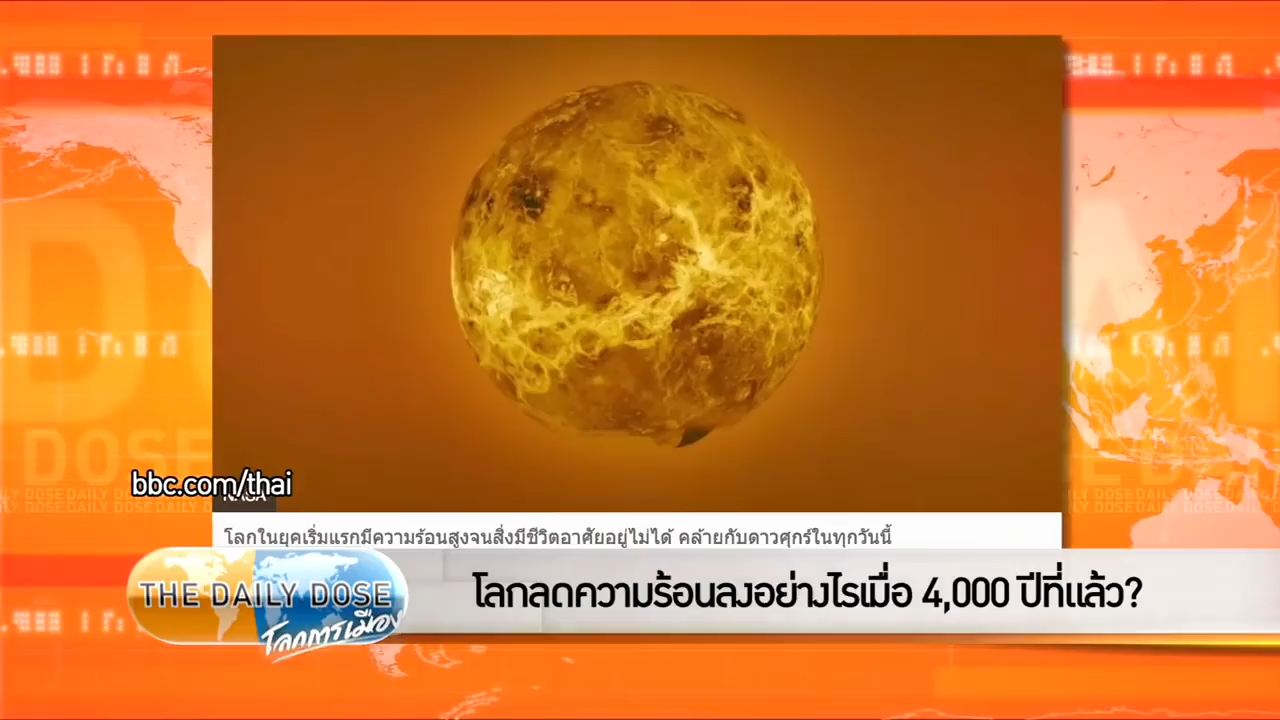 bbc.com/thai
NASA
โลกในยุคเริ่มแรกมีความร้อนสูงจนสิ่งมีชีวิตอาศัยอยู่ไม่ได้ คล้ายกับดาวศุกร์ในทุกวันนี้
THE DAILY DOSE
โลกการเมือง
โลกลดความร้อนลงอย่างไรเมื่อ 4,000 ปีที่แล้ว?
DOSE
DAILY DOSE